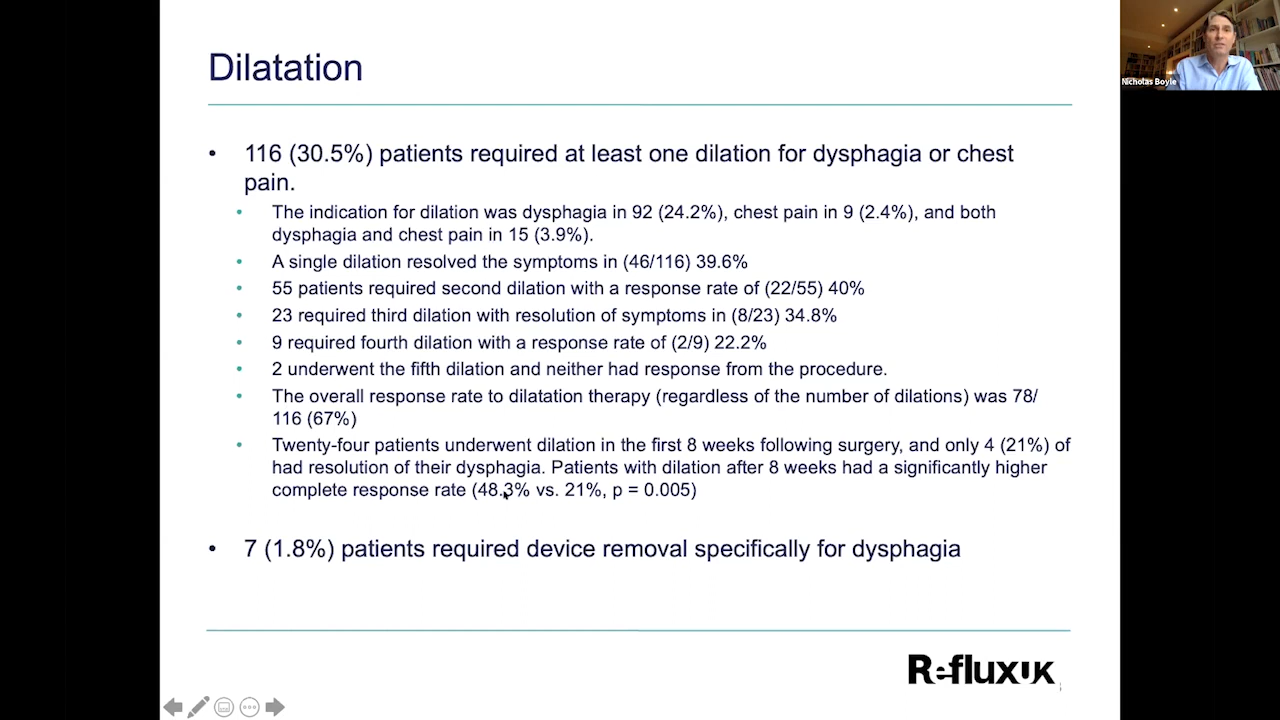 Dilatation
Nicholas Boyle
• 116 (30.5%) patients required at least one dilation for dysphagia or chest
pain.
• The indication for dilation was dysphagia in 92 (24.2%), chest pain in 9 (2.4%), and both
dysphagia and chest pain in 15 (3.9%).
• A single dilation resolved the symptoms in (46/116) 39.6%
• 55 patients required second dilation with a response rate of (22/55) 40%
• 23 required third dilation with resolution of symptoms in (8/23) 34.8%
• 9 required fourth dilation with a response rate of (2/9) 22.2%
• 2 underwent the fifth dilation and neither had response from the procedure.
• The overall response rate to dilatation therapy (regardless of the number of dilations) was 78/
116 (67%)
• Twenty-four patients underwent dilation in the first 8 weeks following surgery, and only 4 (21%) of
had resolution of their dysphagia. Patients with dilation after 8 weeks had a significantly higher
complete response rate (48.3% vs. 21%, p = 0.005)
• 7 (1.8%) patients required device removal specifically for dysphagia
RefluxUK